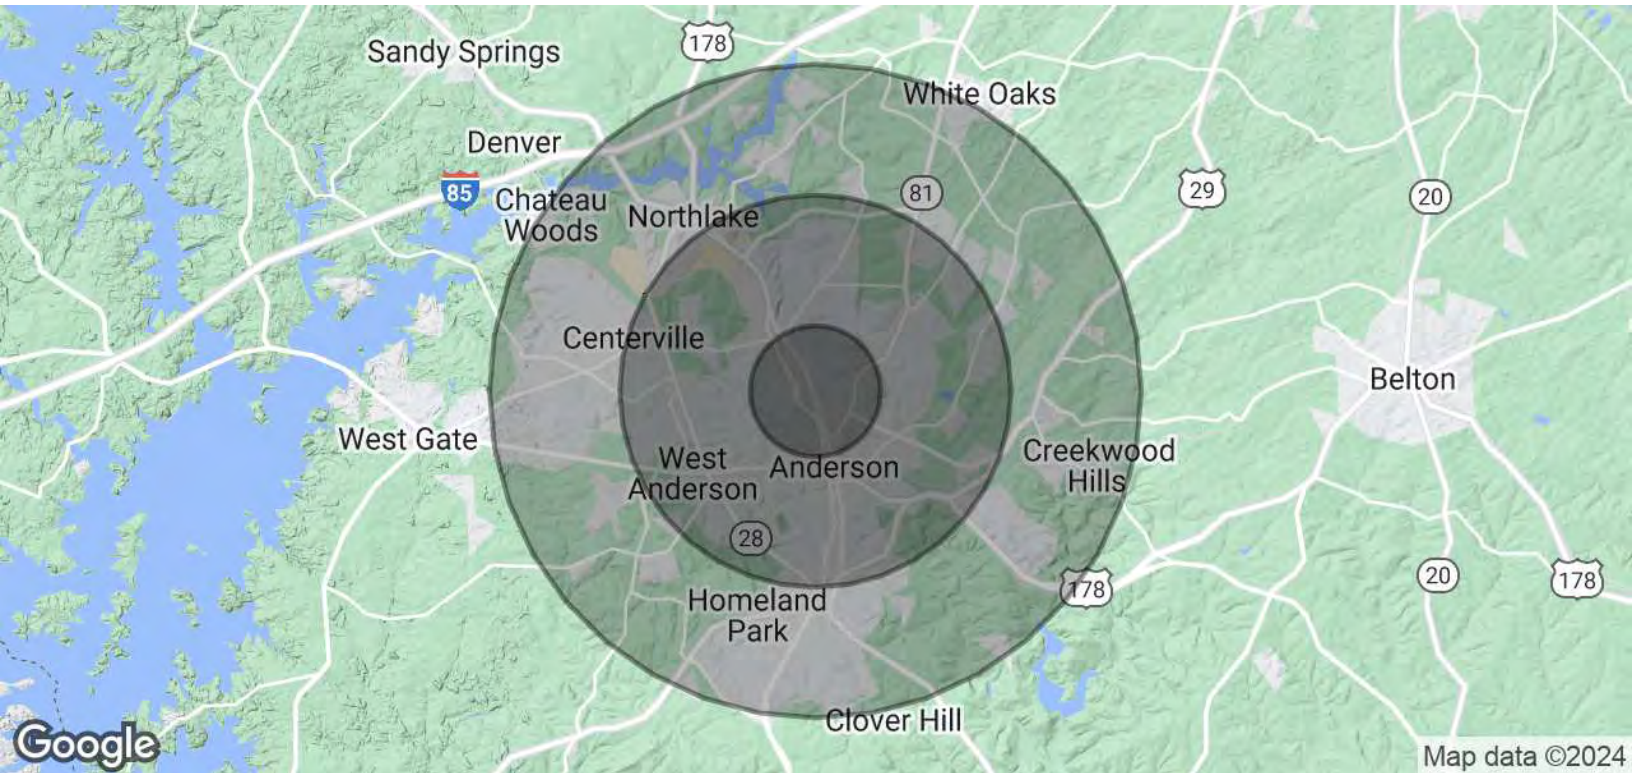 178
Sandy Springs
White Oaks
Denver
85
Chateau
Woods
81
29
20
Northlake
Centerville
Belton
West Gate
West
Anderson
Anderson
Creekwood
Hills
28
20
178
178
Homeland
Park
Clover Hill
Google
Map data ©2024